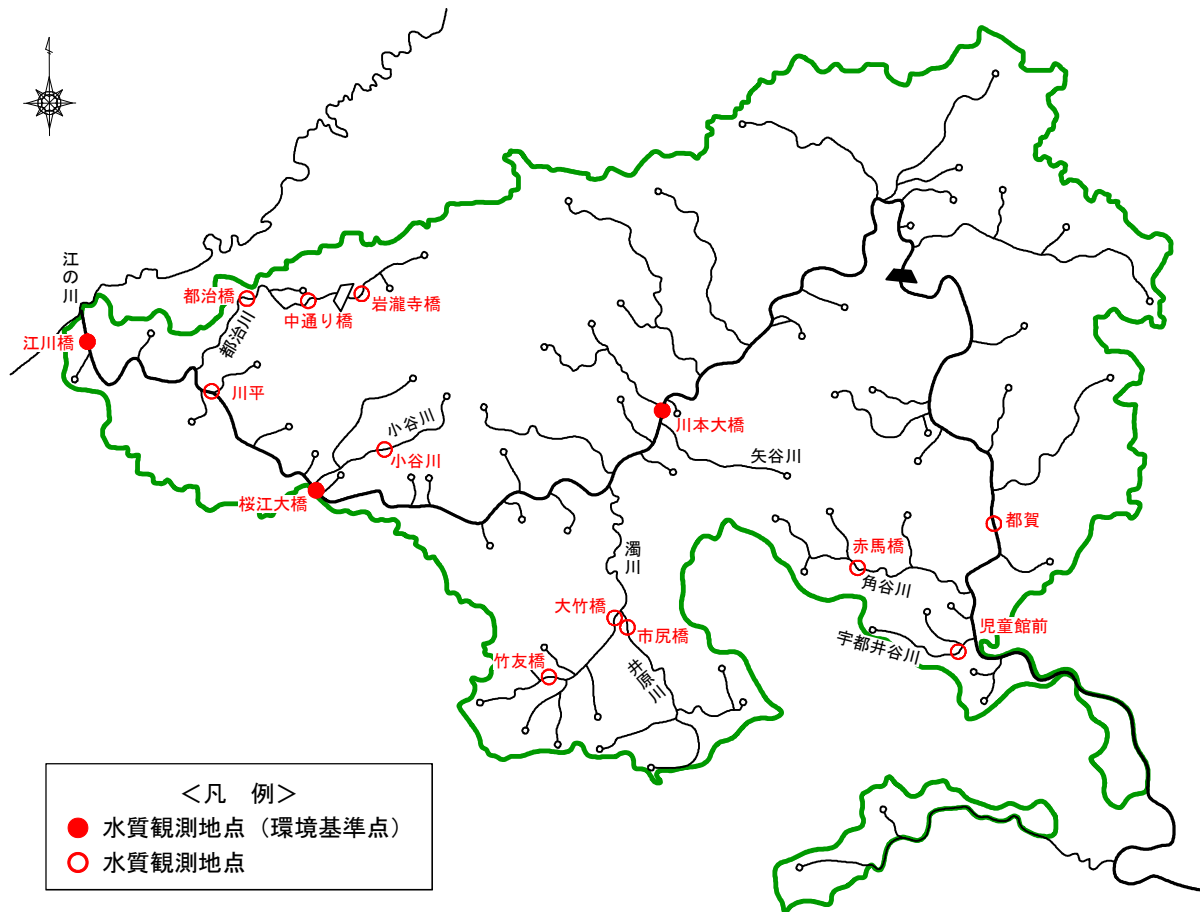 江の川
都治橋
岩瀧寺橋
中通り橋
都治川
江川橋
川平
小谷川
小谷川
川本大橋
矢谷川
桜江大橋
都賀
濁川
赤馬橋
角谷川
大竹橋
市尻橋
児童館前
宇都井谷川
竹友橋
井原川
＜凡　例＞
水質観測地点（環境基準点）
水質観測地点